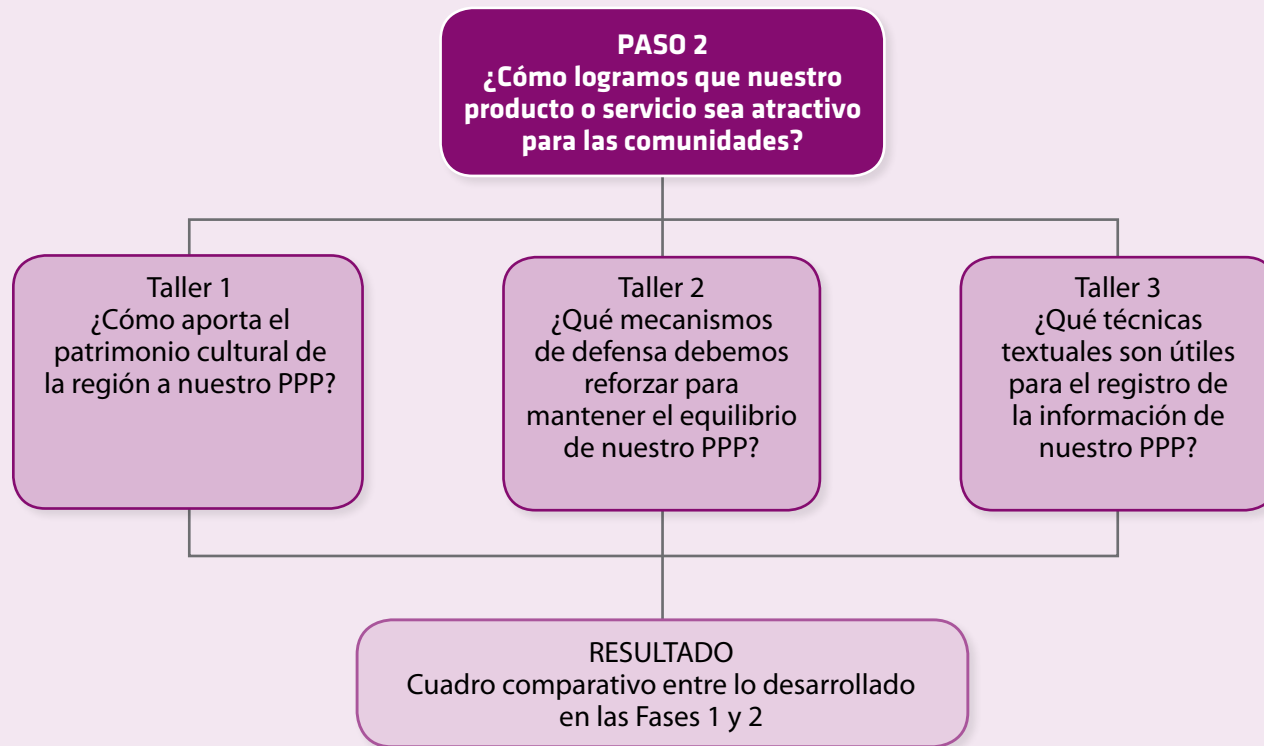 PASO 2
¿Cómo logramos que nuestro
producto o servicio sea atractivo
para las comunidades?
Taller 1
¿Cómo aporta el
patrimonio cultural de
la región a nuestro PPP?
Taller 2
¿Qué mecanismos
de defensa debemos
reforzar para
mantener el equilibrio
de nuestro PPP?
Taller 3
¿Qué técnicas
textuales son útiles
para el registro de
la información de
nuestro PPP?
RESULTADO
Cuadro comparativo entre lo desarrollado
en las Fases 1 y 2